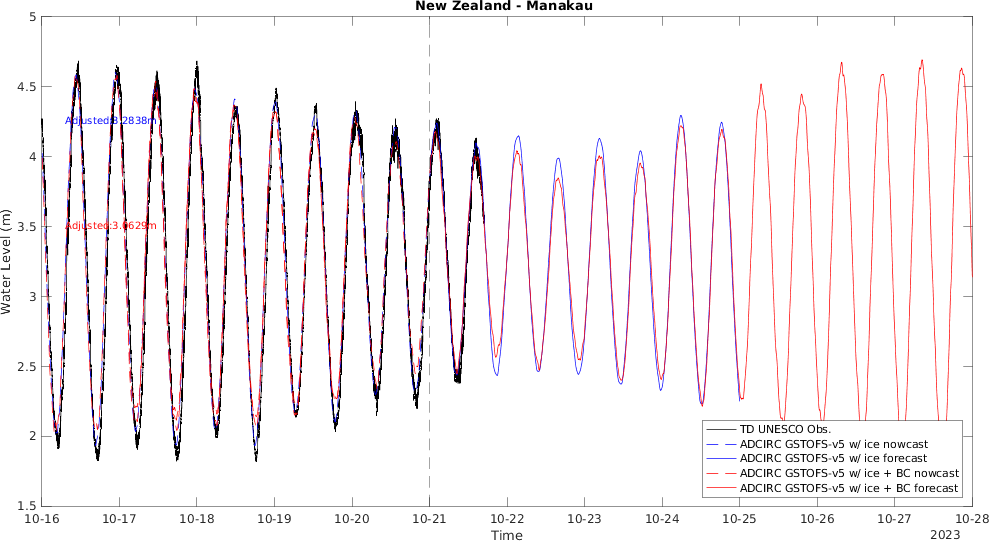 New Zealand - Manakau
5
4.5
4
3.5
3
2.5
2
1.5
Water Level (m)
Adjusted:3.2838m
Adjusted:3.0629m
TD UNESCO Obs.
ADCIRC GSTOFS-v5 w/ ice nowcast
ADCIRC GSTOFS-v5 w/ ice forecast
ADCIRC GSTOFS-v5 w/ ice + BC nowcast
ADCIRC GSTOFS-v5 w/ ice + BC forecast
10-16 10-17 10-18 10-19 10-20 10-21 10-22 10-23 10-24 10-25 10-26 10-27 10-28
Time
2023